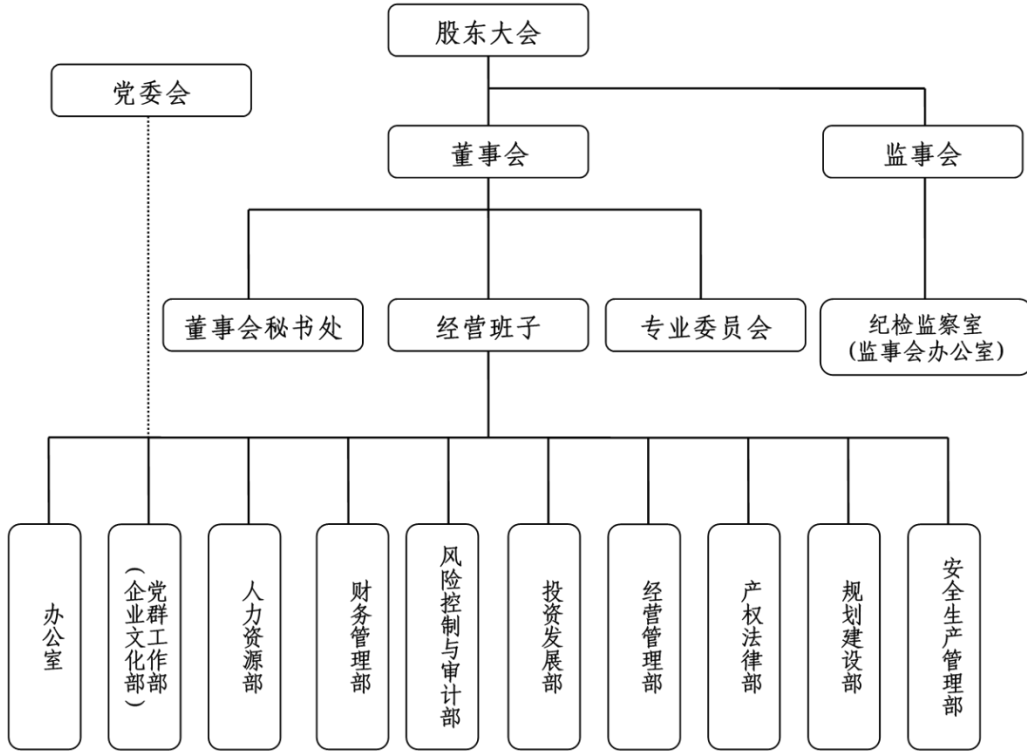 股东大会
党委会
董事会
监事会
董事会秘书处
经营班子
专业委员会
纪检监察室
(监事会办公室)
办公室
党群工作部
(企业文化部)
人力资源部
财务管理部
风险控制与审计部
投资发展部
经营管理部
产权法律部
规划建设部
安全生产管理部